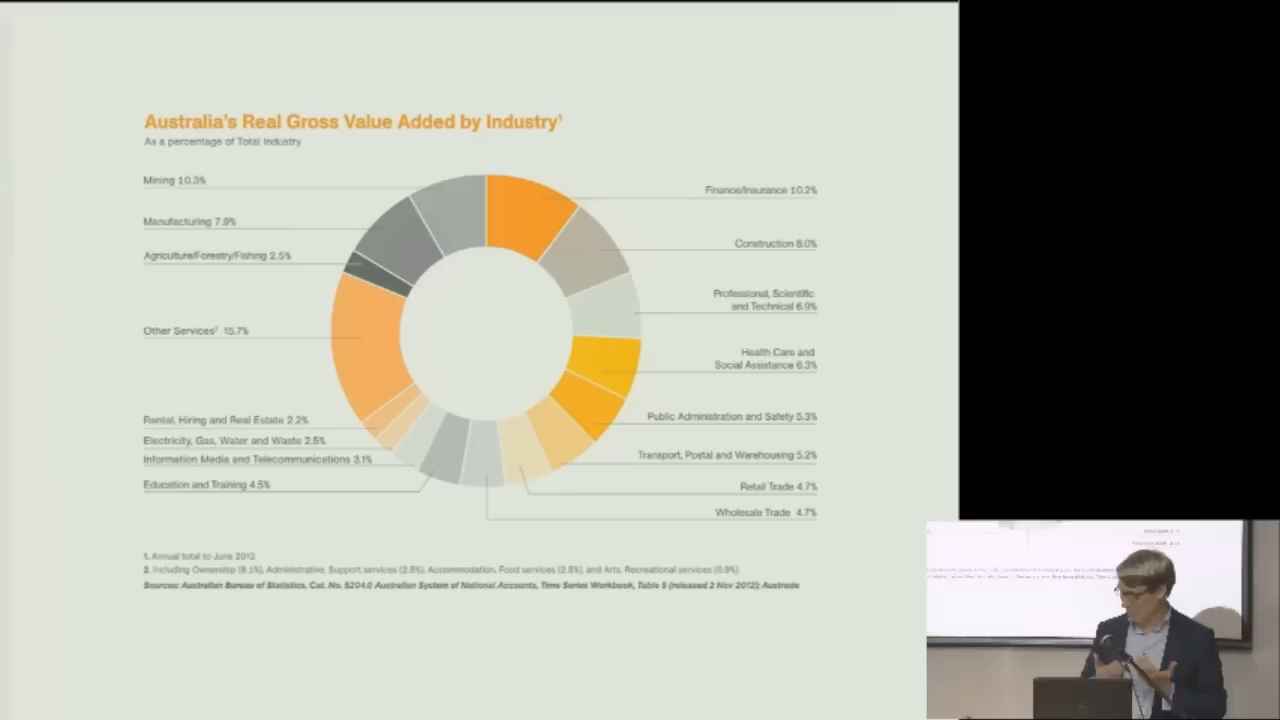 Australia's Real Gross Value Added by Industry¹
As a percentage of Total Industry
Mining 10.3%
Manufacturing 7.9%
Agriculture/Forestry/Fishing 2.5%
Other Services² 15.7%
Rental, Hiring and Real Estate 2.2%
Electricity, Gas, Water and Waste 2.5%
Information Media and Telecommunications 3.1%
Education and Training 4.5%
Finance/Insurance 10.2%
Construction 8.0%
Professional, Scientific
and Technical 6.9%
Health Care and
Social Assistance 6.3%
Public Administration and Safety 5.3%
Transport, Postal and Warehousing 5.2%
Retail Trade 4.7%
Wholesale Trade 4.7%
1. Annual total to June 2012.
2. Including Ownership (8.1%), Administrative, Support services (2.5%), Accommodation, Food services (2.5%), and Arts, Recreational services (0.9%).
Sources: Australian Bureau of Statistics, Cat. No. 5204.0 Australian System of National Accounts, Time Series Workbook, Table 5 (released 2 Nov 2012); Austrade